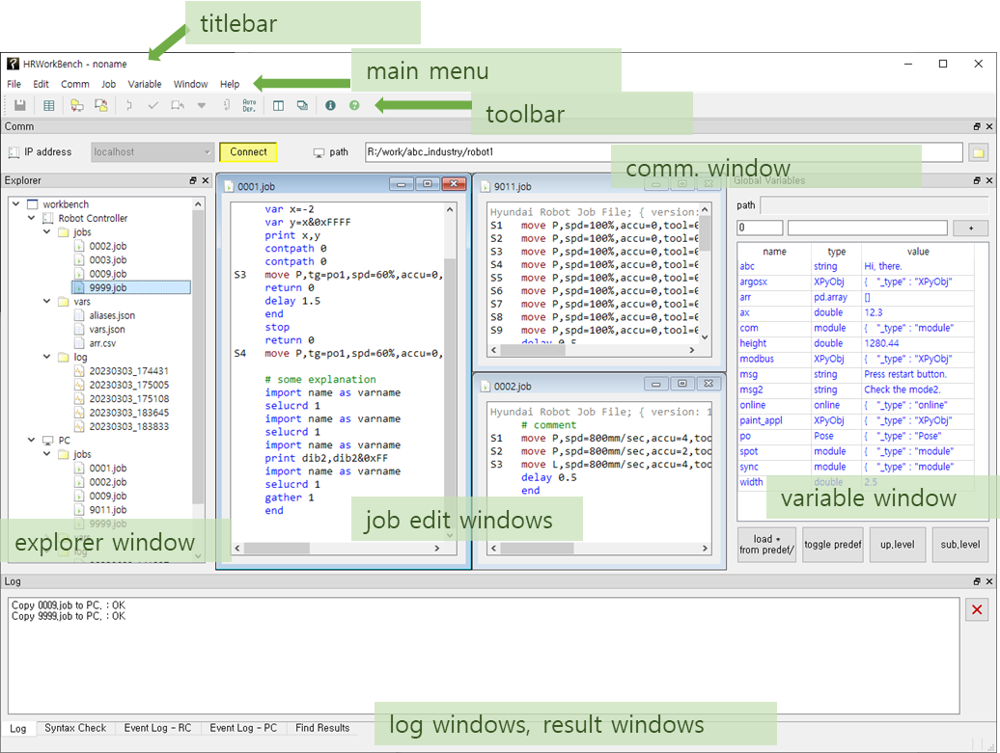 titlebar
HRWorkBench - noname
main menu
File Edit Comm Job Variable Window Help
Auto
Def.
toolbar
Comm
IP address localhost Connect path R:/work/abc_industry/robot1
comm. window
Explorer
workbench
Robot Controller
jobs
0002.job
0003.job
0009.job
9999.job
vars
aliases.json
vars.json
arr.csv
log
20230303_174431
20230303_175005
20230303_175108
20230303_183645
20230303_183833
PC
jobs
0001.job
0002.job
0009.job
9011.job
9999.job
vars
log
explorer window
0001.job
var x=-2
var y=x&0xFFFF
print x,y
contpath 0
contpath 0
S3 move P,tg=po1,spd=60%,accu=0,
return 0
delay 1.5
end
stop
return 0
S4 move P,tg=po1,spd=60%,accu=0,
# some explanation
import name as varname
selucrd 1
import name as varname
selucrd 1
import name as varname
print dib2,dib2&0xFF
import name as varname
selucrd 1
gather 1
end
job edit windows
9011.job
Hyundai Robot Job File; { version:
S1 move P,spd=100%,accu=0,tool=0
S2 move P,spd=100%,accu=0,tool=0
S3 move P,spd=100%,accu=0,tool=0
S4 move P,spd=100%,accu=0,tool=0
S5 move P,spd=100%,accu=0,tool=0
S6 move P,spd=100%,accu=0,tool=0
S7 move P,spd=100%,accu=0,tool=0
S8 move P,spd=100%,accu=0,tool=0
S9 move P,spd=100%,accu=0,tool=0
delay 0.5
0002.job
Hyundai Robot Job File; { version: 1
# comment
S1 move P,spd=800mm/sec,accu=4,too
S2 move P,spd=800mm/sec,accu=2,too
S3 move L,spd=800mm/sec,accu=4,too
delay 0.5
end
Global Variables
path
0 +
name type value
abc string Hi, there.
argosx XPyObj { "_type" : "XPyObj"
arr pd.array []
ax double 12.3
com module { "_type" : "module"
height double 1280.44
modbus XPyObj { "_type" : "XPyObj"
msg string Press restart button.
msg2 string Check the mode2.
online online { "_type" : "online"
paint_appl XPyObj { "_type" : "XPyObj"
po Pose { "_type" : "Pose"
spot module { "_type" : "module"
sync module { "_type" : "module"
width double 2.5
variable window
load *
from predef/
toggle predef
up,level
sub,level
Log
Copy 0009,job to PC, : OK
Copy 9999,job to PC, : OK
Log Syntax Check Event Log - RC Event Log - PC Find Results
log windows, result windows